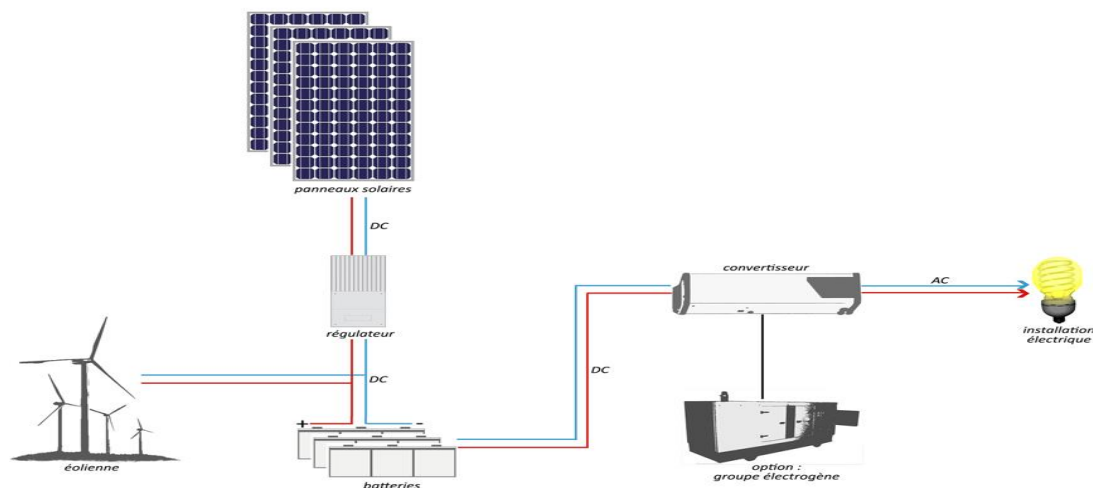 panneaux solaires
DC
régulateur
DC
éolienne
+
-
batteries
DC
convertisseur
AC
installation
électrique
option :
groupe électrogène